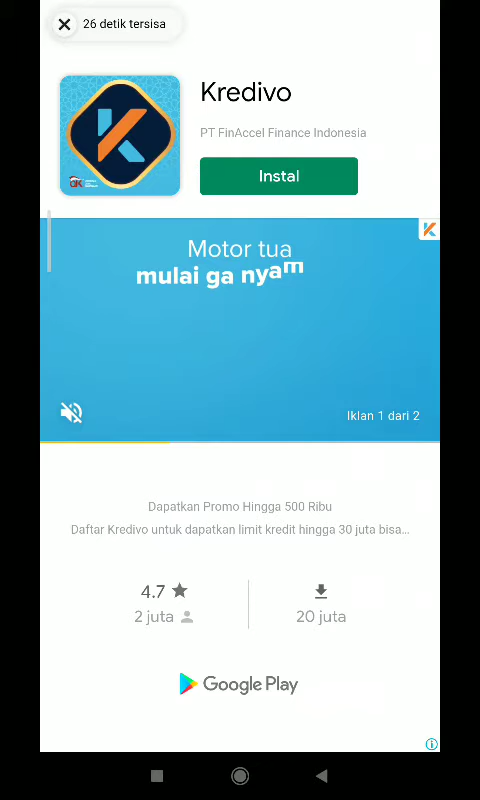 26 detik tersisa
Kredivo
PT FinAccel Finance Indonesia
Instal
Motor tua
mulai ga nyam
Iklan 1 dari 2
Dapatkan Promo Hingga 500 Ribu
Daftar Kredivo untuk dapatkan limit kredit hingga 30 juta bisa...
4.7
2 juta
20 juta
Google Play